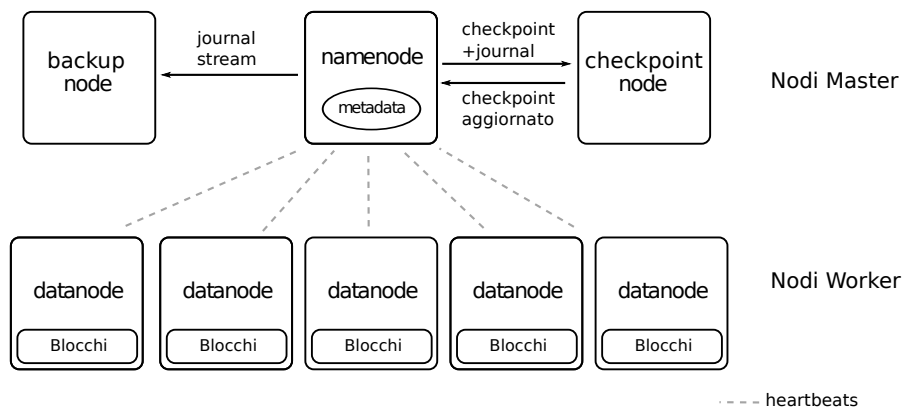 backup
node
journal
stream
namenode
metadata
checkpoint
+journal
checkpoint
aggiornato
checkpoint
node
Nodi Master
datanode
Blocchi
datanode
Blocchi
datanode
Blocchi
datanode
Blocchi
datanode
Blocchi
Nodi Worker
heartbeats